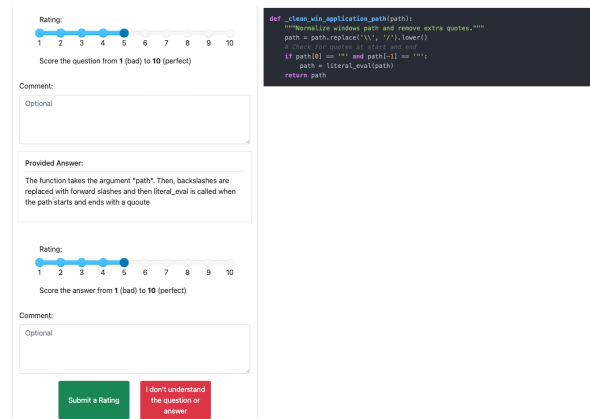 Rating:
1 2 3 4 5 6 7 8 9 10
Score the question from 1 (bad) to 10 (perfect)
Comment:
Optional
Provided Answer:
The function takes the argument "path". Then, backslashes are
replaced with forward slashes and then literal_eval is called when
the path starts and ends with a quoute
Rating:
1 2 3 4 5 6 7 8 9 10
Score the answer from 1 (bad) to 10 (perfect)
Comment:
Optional
Submit a Rating
I don't understand
the question or
answer
def _clean_win_application_path(path):
"""Normalize windows path and remove extra quotes."""
path = path.replace('\\', '/').lower()
# Check for quotes at start and end
if path[0] == '"' and path[-1] == '"':
path = literal_eval(path)
return path